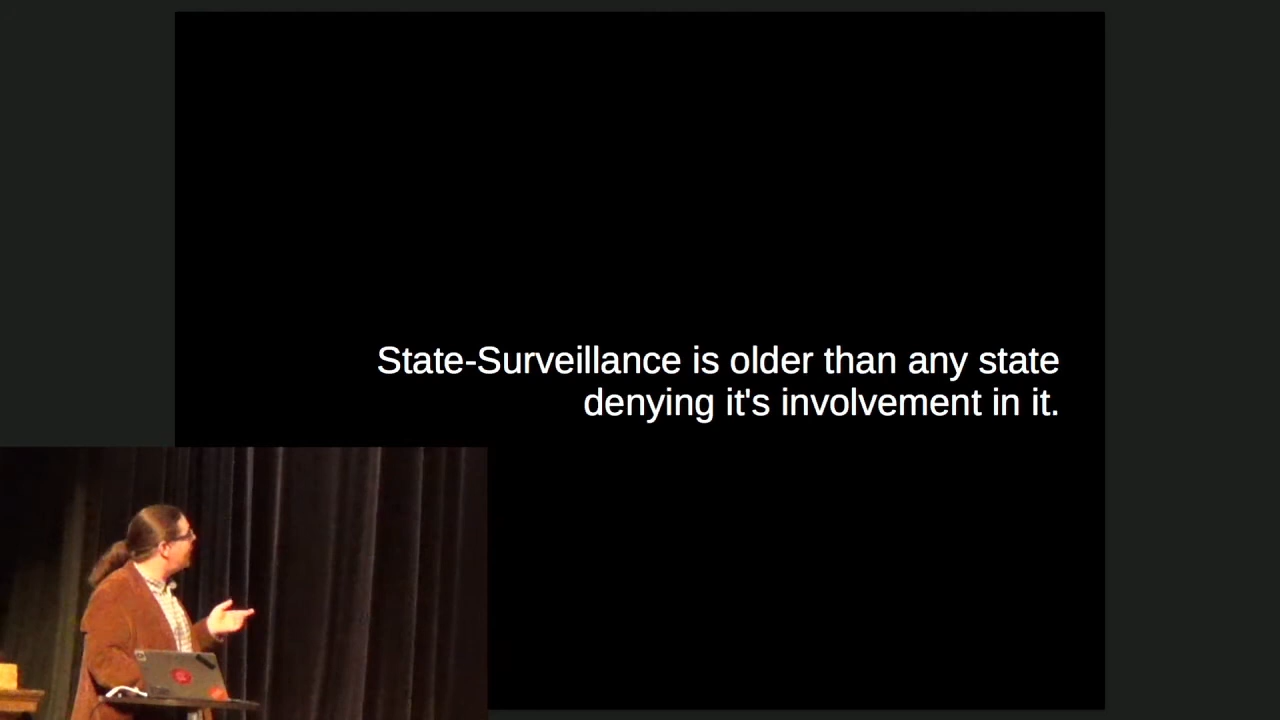 State-Surveillance is older than any state
denying it's involvement in it.